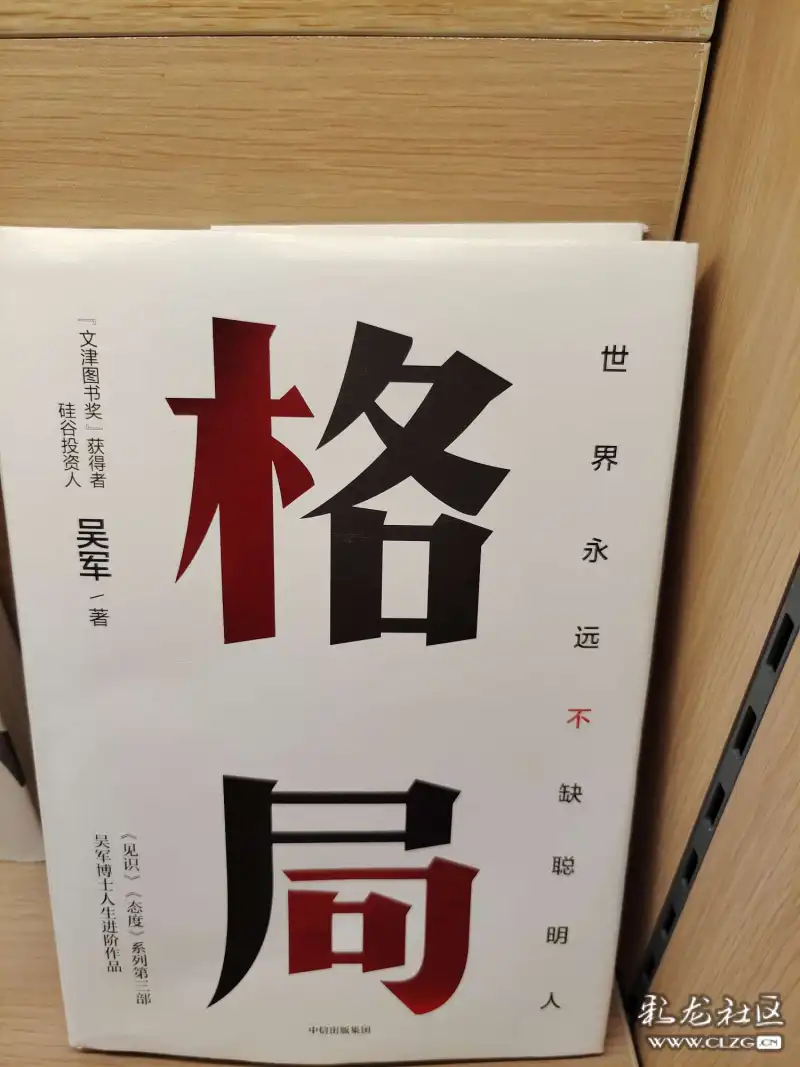 格局
世界永远不缺聪明人
『文津图书奖』获得者
硅谷投资人
吴军/著
《见识》《态度》系列第三部
吴军博士人生进阶作品
中信出版集团
彩龙社区
WWW.CLZG.CN